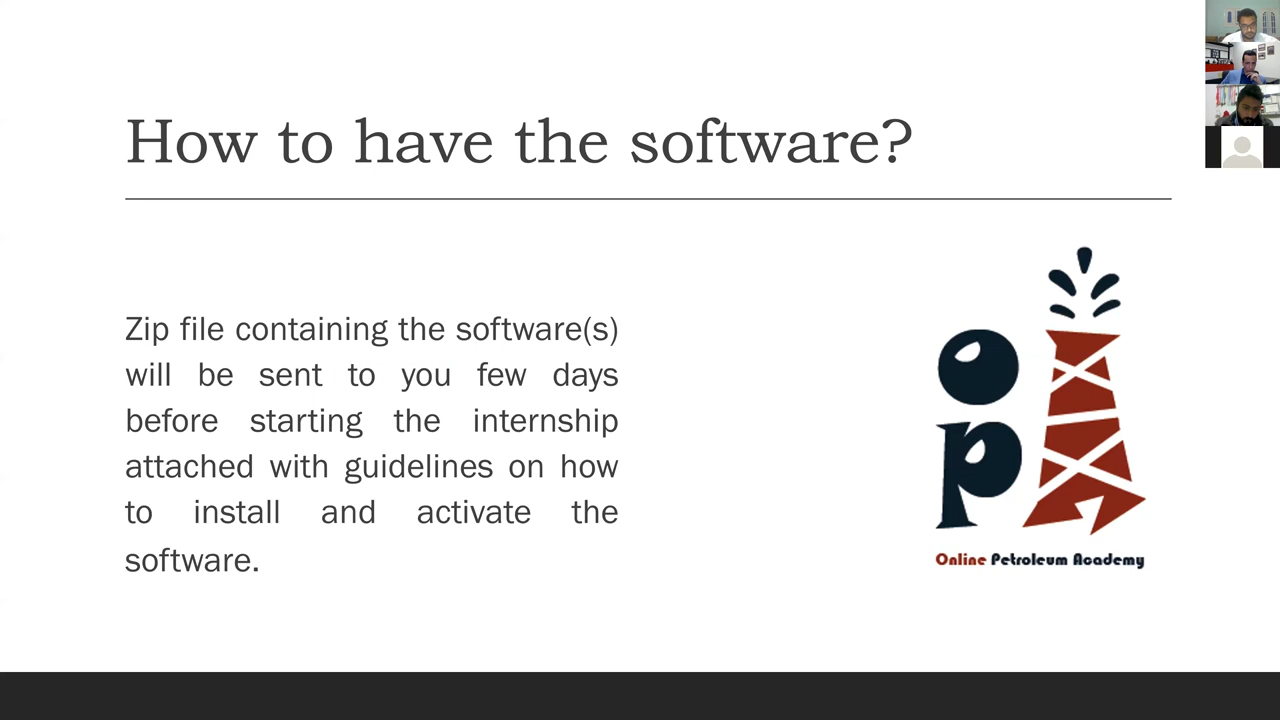 How to have the software?
Zip file containing the software(s)
will be sent to you few days
before starting the internship
attached with guidelines on how
to install and activate the
software.
op
Online Petroleum Academy